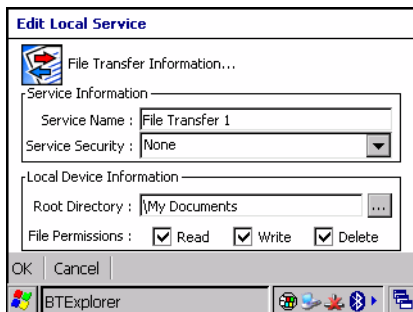 Edit Local Service
File Transfer Information...
Service Information
Service Name : File Transfer 1
Service Security : None
Local Device Information
Root Directory : \My Documents ...
File Permissions : Read Write Delete
OK Cancel
BTExplorer